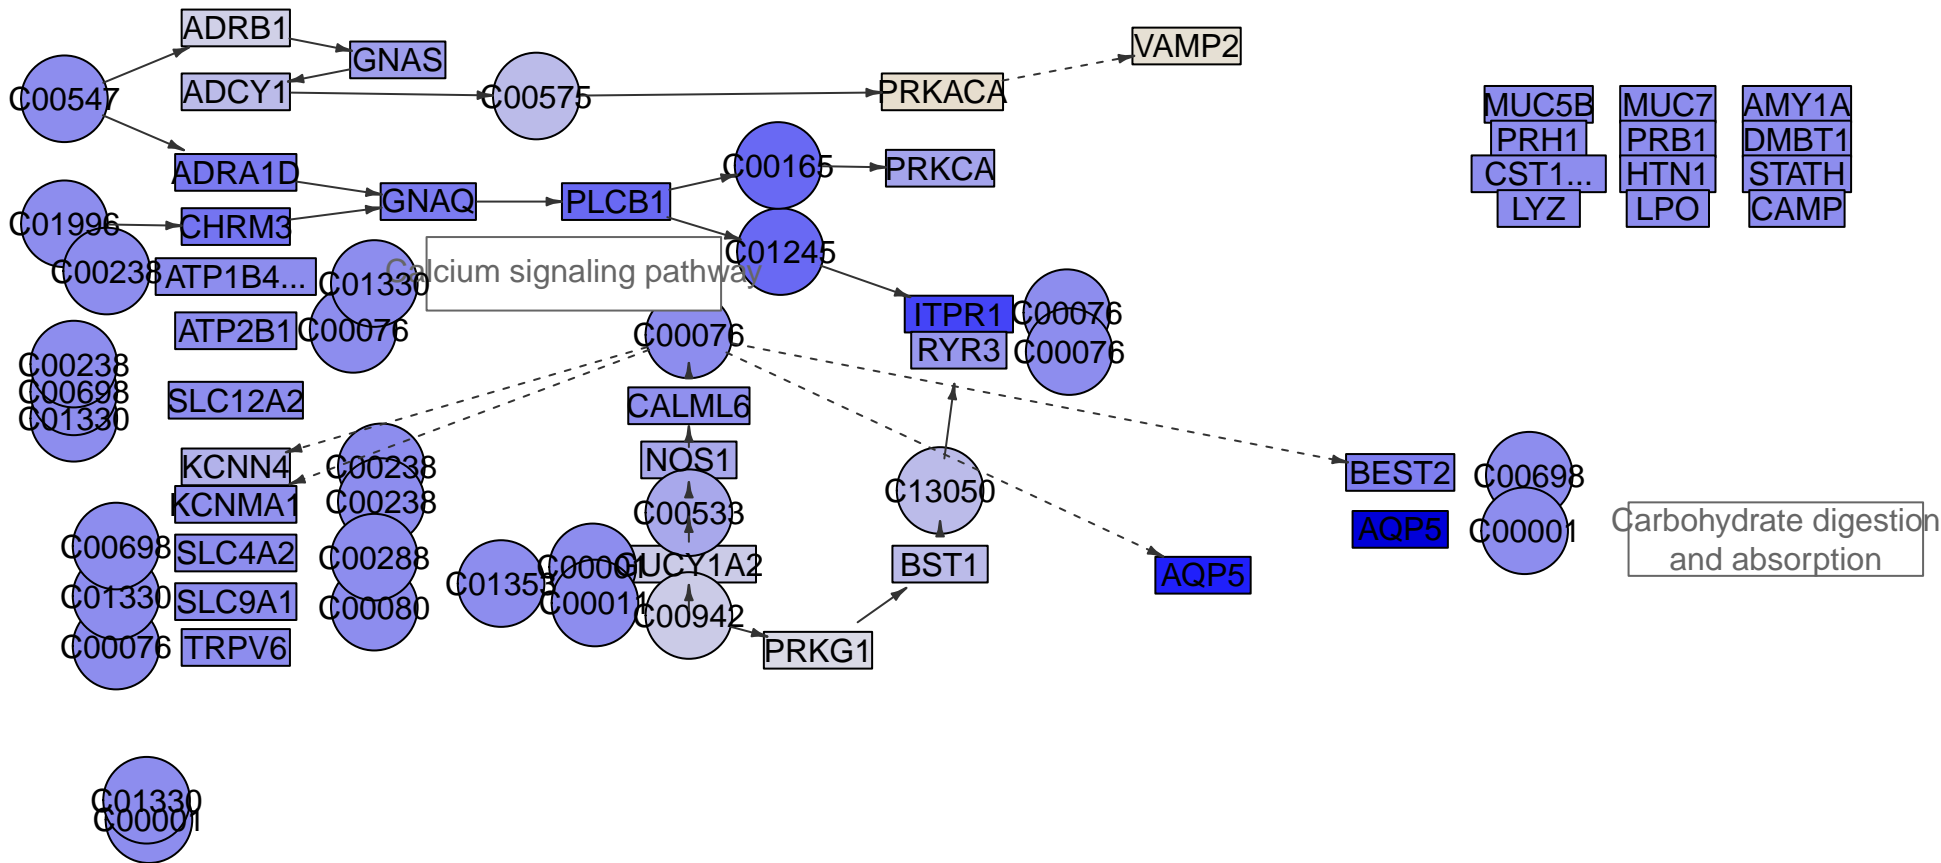 ADRB1
GNAS
VAMP2
C00547
ADCY1
C00575
PRKACA
MUC5B
MUC7
AMY1A
PRH1
PRB1
DMBT1
CST1...
HTN1
STATH
LYZ
LPO
CAMP
ADRA1D
GNAQ
PLCB1
C00165
PRKCA
C01996
CHRM3
C01245
C00238
ATP1B4...
C01330
Calcium signaling pathway
ATP2B1
C00076
C00076
ITPR1
C00076
RYR3
C00076
C00238
C00698
C01330
SLC12A2
CALML6
KCNN4
C00238
NOS1
C13050
BEST2
C00698
KCNMA1
C00238
C00533
AQP5
C00001
Carbohydrate digestion
and absorption
C00698
SLC4A2
C00288
C01353
C00001
GUCY1A2
BST1
AQP5
C01330
SLC9A1
C00080
C00011
C00942
C00076
TRPV6
PRKG1
C01330
C00001